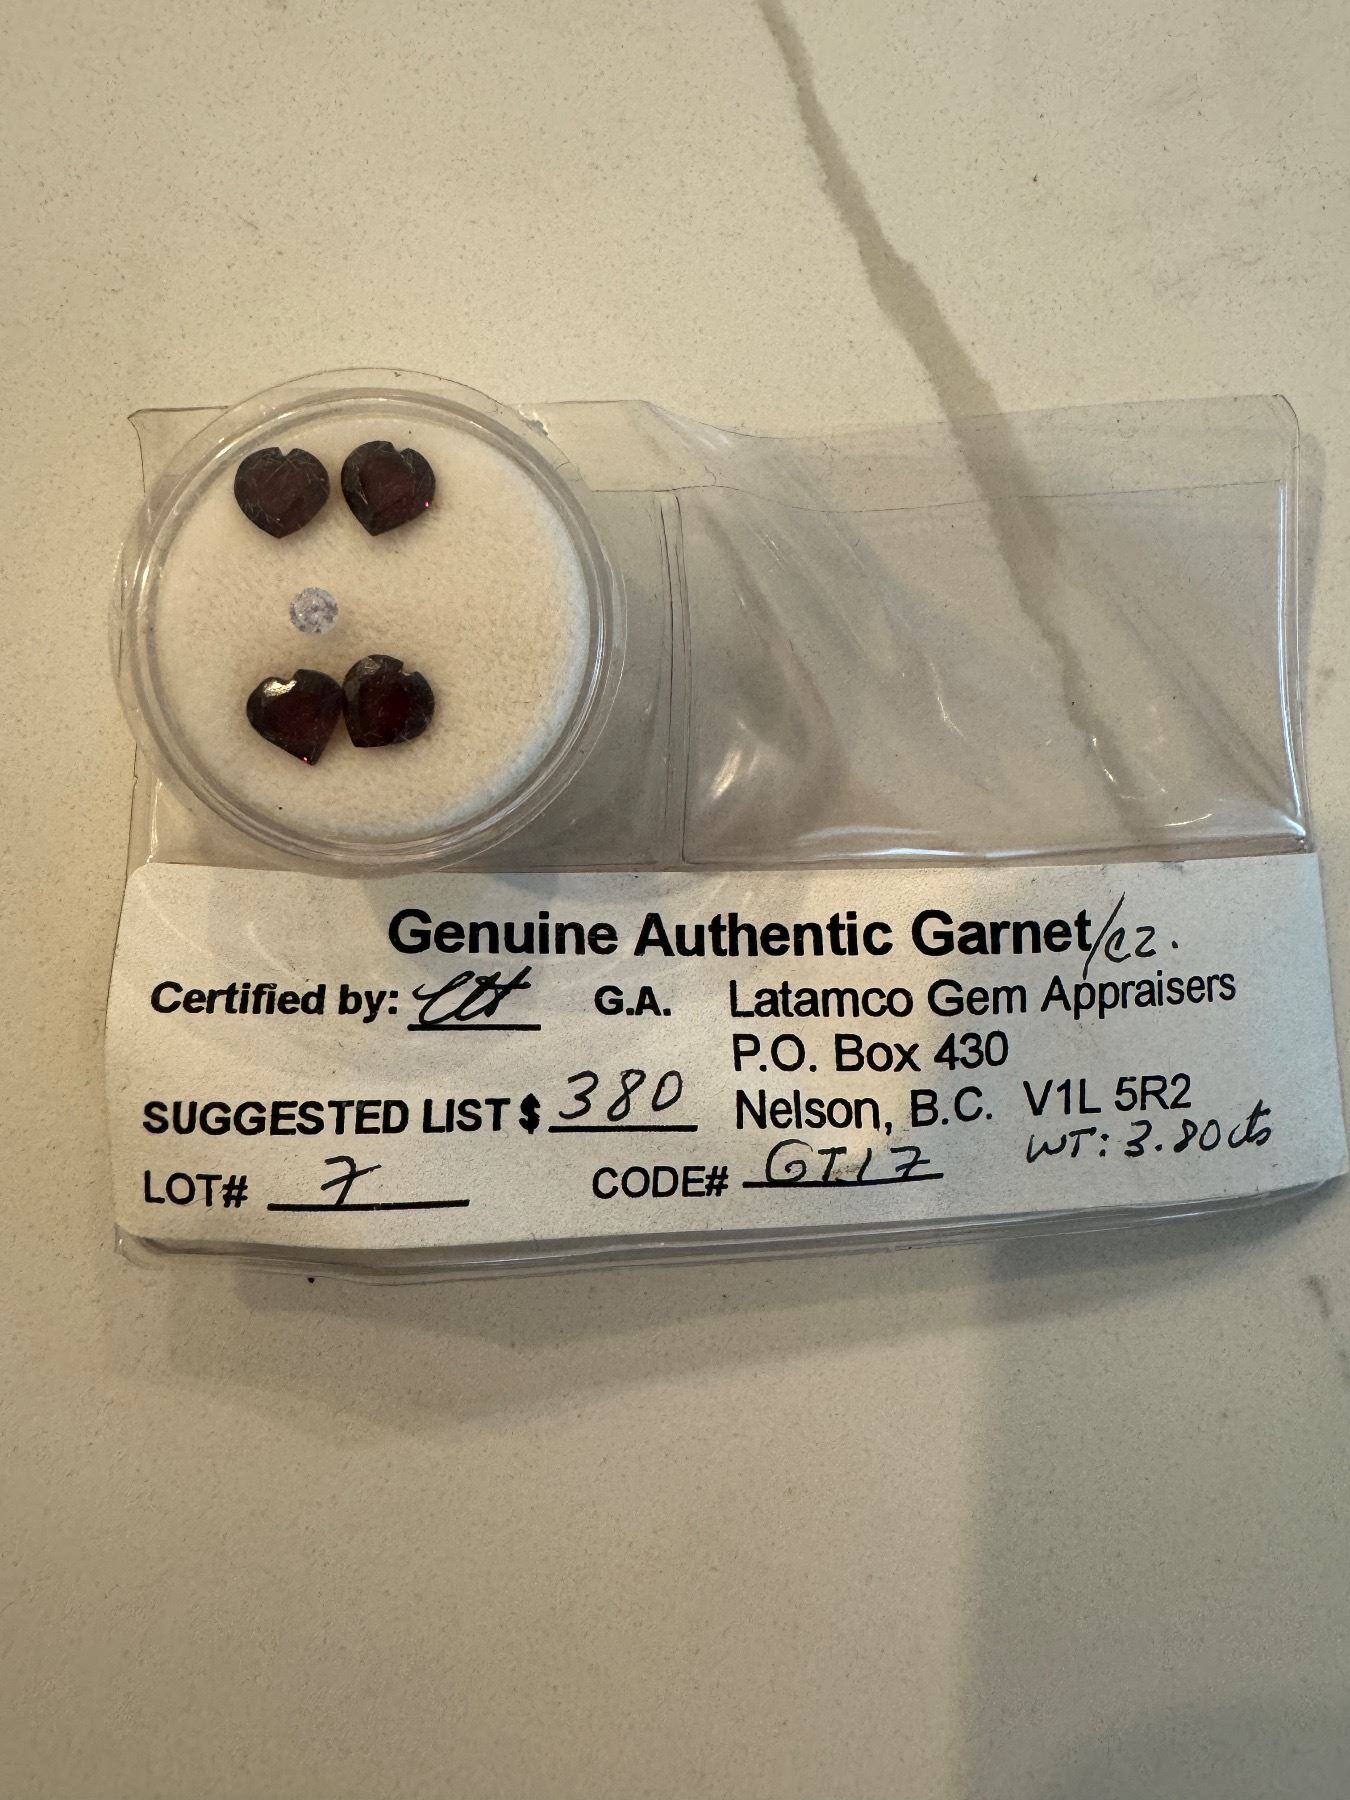 Genuine Authentic Garnet/cz.
Certified by: G.A. Latamco Gem Appraisers
P.O. Box 430
SUGGESTED LIST $ 380 Nelson, B.C. V1L 5R2
WT: 3.80 cts
LOT# 7 CODE# GT17